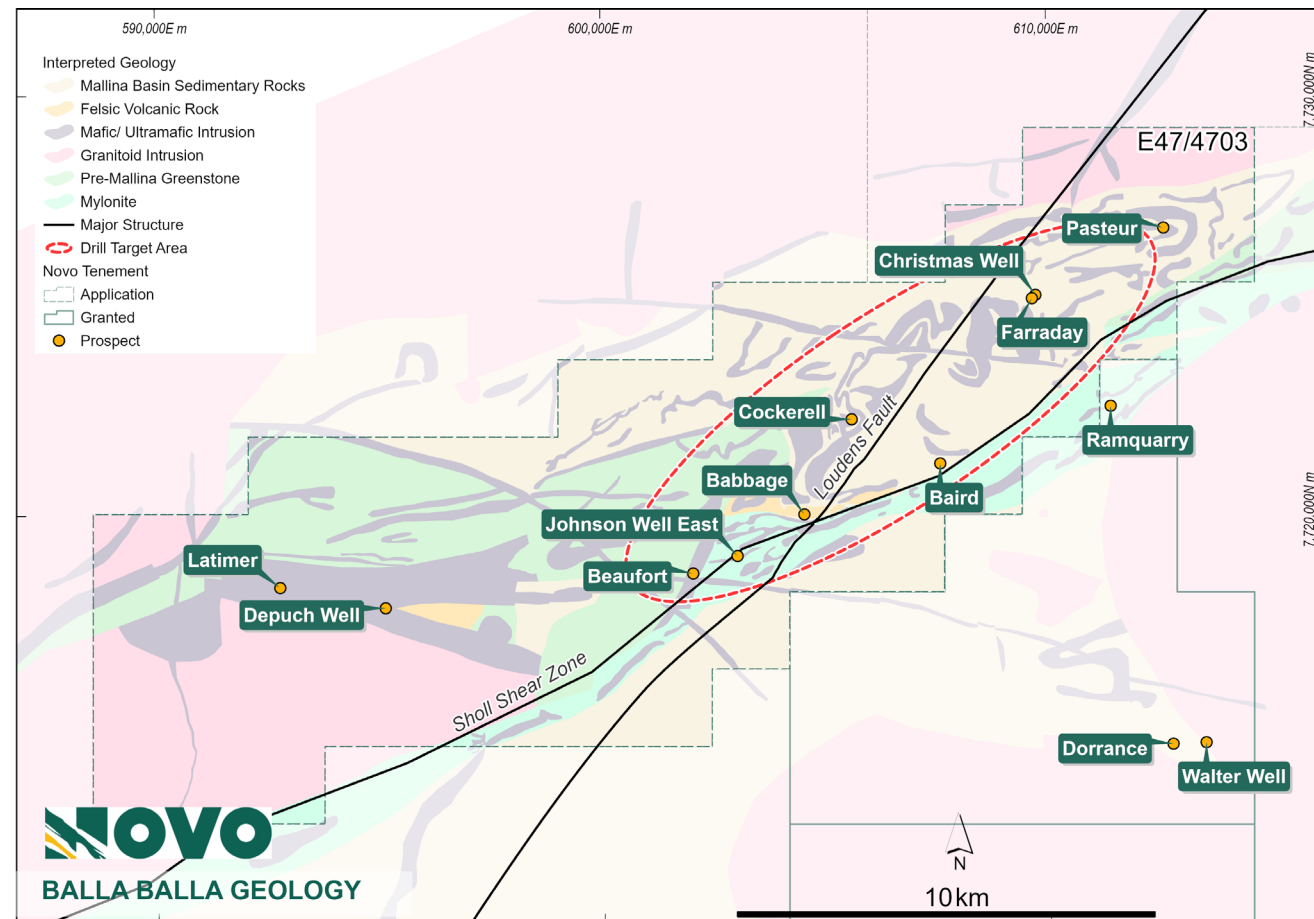 590,000E m
600,000E m
610,000E m
7,730,000N m
7,720,000N m
Interpreted Geology
Mallina Basin Sedimentary Rocks
Felsic Volcanic Rock
Mafic/ Ultramafic Intrusion
Granitoid Intrusion
Pre-Mallina Greenstone
Mylonite
Major Structure
Drill Target Area
Novo Tenement
Application
Granted
Prospect
E47/4703
Pasteur
Christmas Well
Farraday
Cockerell
Loudens Fault
Ramquarry
Babbage
Baird
Johnson Well East
Latimer
Beaufort
Depuch Well
Sholl Shear Zone
Dorrance
Walter Well
NOVO
BALLA BALLA GEOLOGY
N
10km